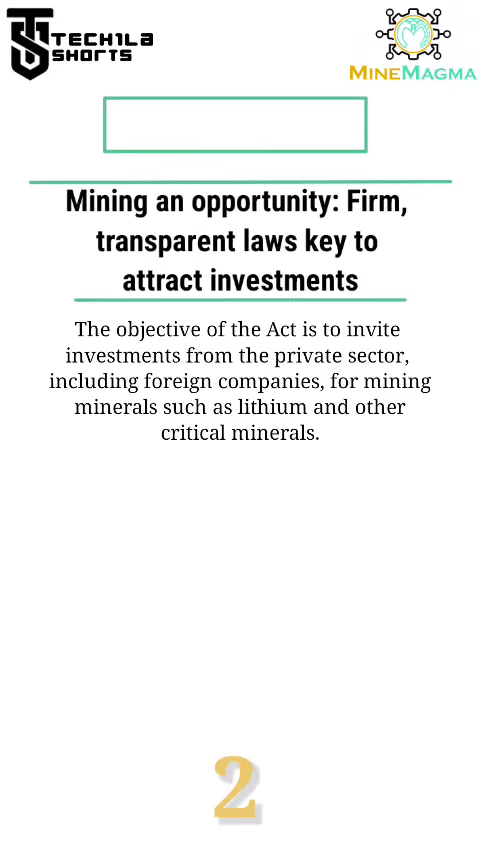 TECH1LA
SHORTS
MINEMAGMA
Mining an opportunity: Firm,
transparent laws key to
attract investments
The objective of the Act is to invite
investments from the private sector,
including foreign companies, for mining
minerals such as lithium and other
critical minerals.
2